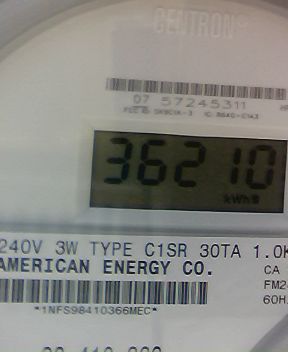 CENTRON
07 57245311
36210
kWh
240V 3W TYPE C1SR 30TA 1.0K
AMERICAN ENERGY CO.
CA
FM2
60H
*1NFS98410366MEC*